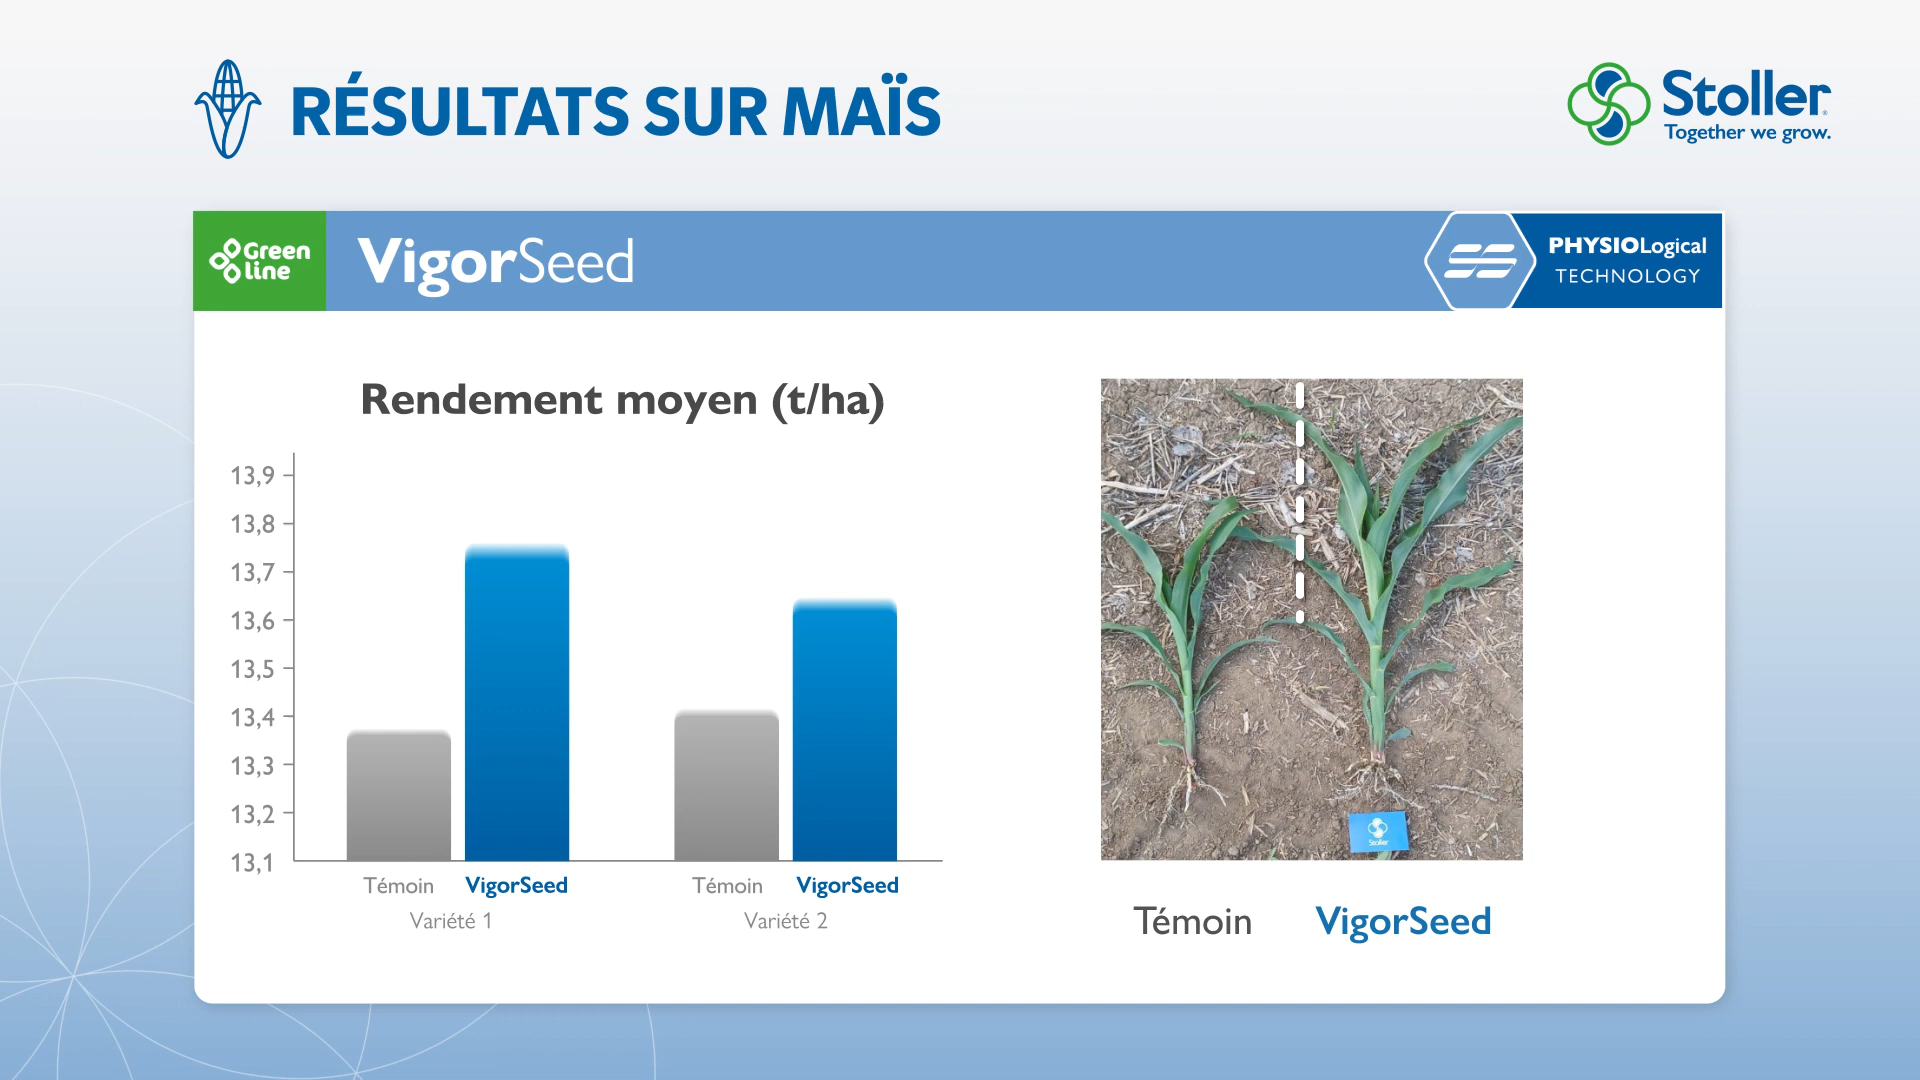 RÉSULTATS SUR MAÏS
Stoller
Together we grow.
Green
line
VigorSeed
PHYSIOLogical
TECHNOLOGY
Rendement moyen (t/ha)
13,9
13,8
13,7
13,6
13,5
13,4
13,3
13,2
13,1
Témoin VigorSeed Témoin VigorSeed
Variété 1 Variété 2
Stoller
Témoin VigorSeed